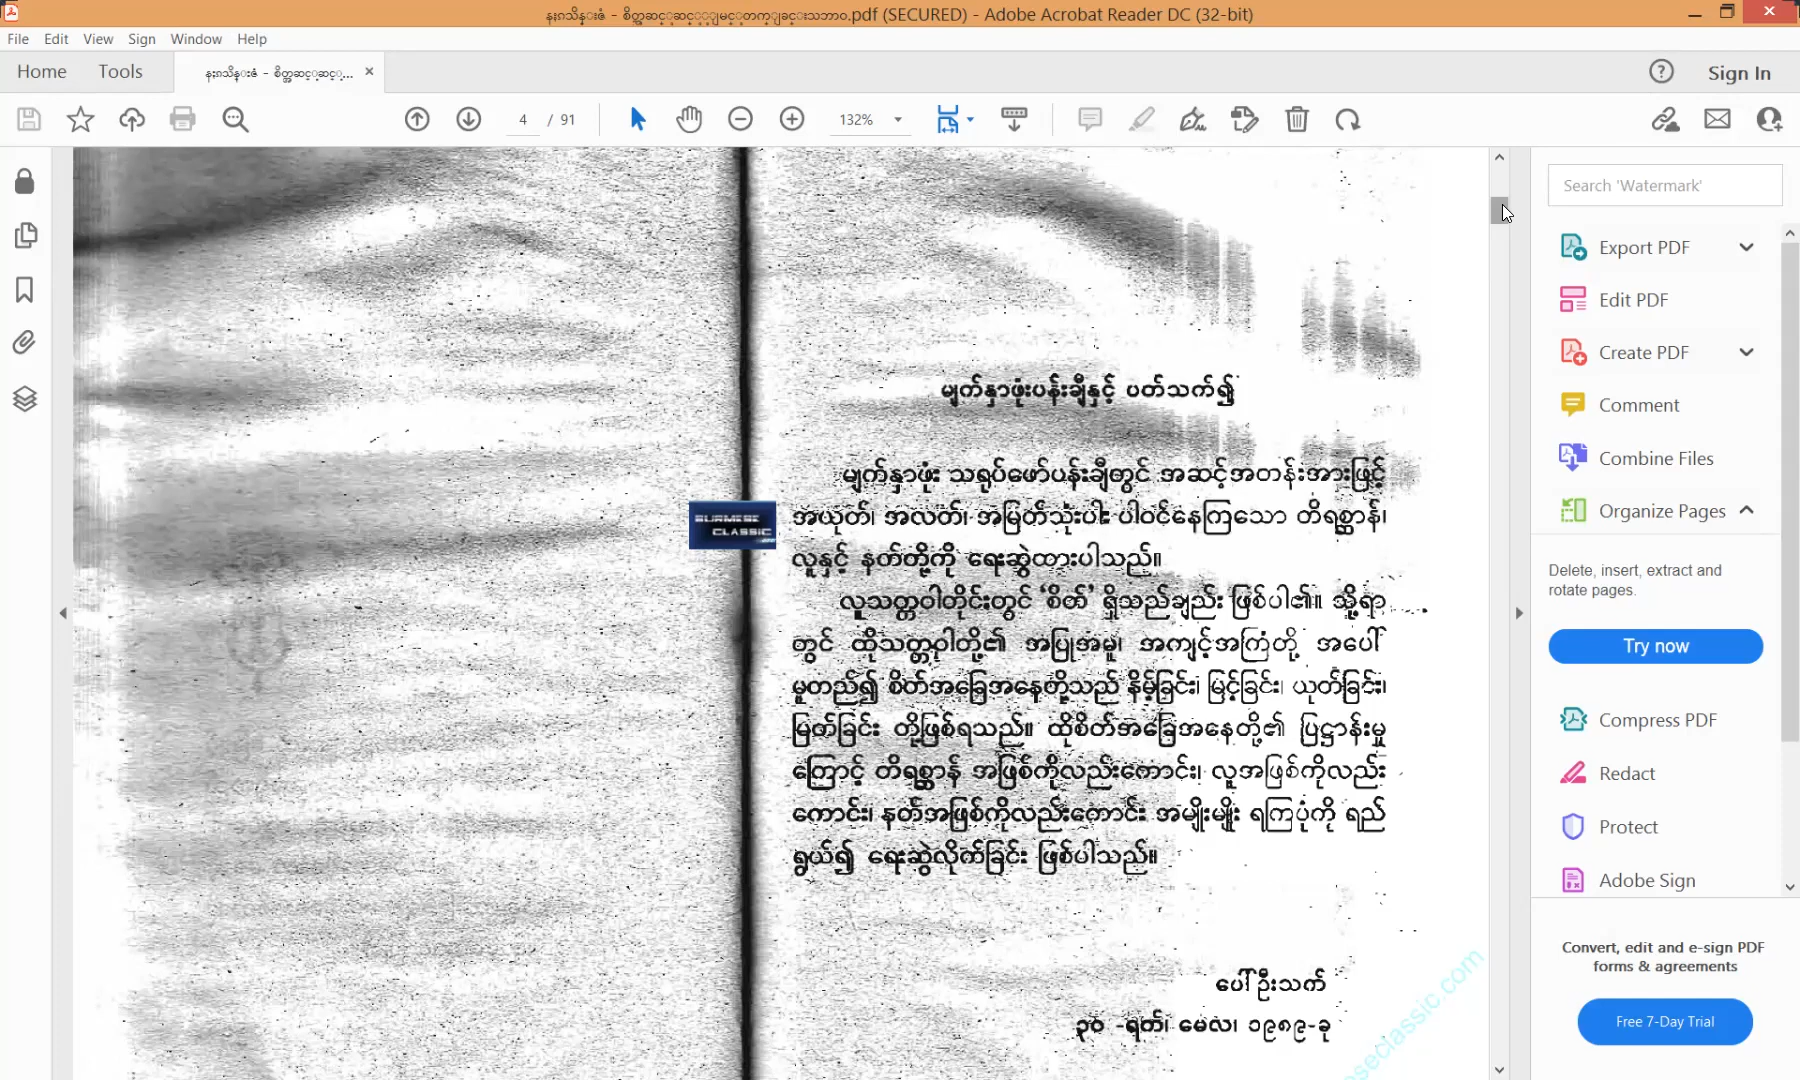 .pdf (SECURED) - Adobe Acrobat Reader DC (32-bit)
File Edit View Sign Window Help
Home Tools
Sign In
4 / 91
132%
Search 'Watermark'
Export PDF
Edit PDF
Create PDF
Comment
Combine Files
Organize Pages
Delete, insert, extract and
rotate pages.
Try now
Compress PDF
Redact
Protect
Adobe Sign
Convert, edit and e-sign PDF
forms & agreements
Free 7-Day Trial
မျက်နှာဖုံးပန်းချီနှင့် ပတ်သက်၍
မျက်နှာဖုံး သရုပ်ဖော်ပန်းချီတွင် အဆင့်အတန်းအားဖြင့်
အယုတ်၊ အလတ်၊ အမြတ်သုံးပါး ပါဝင်နေကြသော တိရစ္ဆာန်၊
လူနှင့် နတ်တို့ကို ရေးဆွဲထားပါသည်။
လူသတ္တဝါတိုင်းတွင် ‘စိတ်’ ရှိသည်ချည်း ဖြစ်ပါ၏။ သို့ရာ
တွင် ထိုသတ္တဝါတို့၏ အပြုအမူ၊ အကျင့်အကြံတို့ အပေါ်
မူတည်၍ စိတ်အခြေအနေတို့သည် နိမ့်ခြင်း၊ မြင့်ခြင်း၊ ယုတ်ခြင်း၊
မြတ်ခြင်း တို့ဖြစ်ရသည်။ ထိုစိတ်အခြေအနေတို့၏ ပြဋ္ဌာန်းမှု
ကြောင့် တိရစ္ဆာန် အဖြစ်ကိုလည်းကောင်း၊ လူအဖြစ်ကိုလည်း
ကောင်း၊ နတ်အဖြစ်ကိုလည်းကောင်း အမျိုးမျိုး ရကြပုံကို ရည်
ရွယ်၍ ရေးဆွဲလိုက်ခြင်း ဖြစ်ပါသည်။
ပေါ်ဦးသက်
၃၀ -ရက်၊ မေလ၊ ၁၉၈၉-ခု
BURMESE
CLASSIC
eseclassic.com